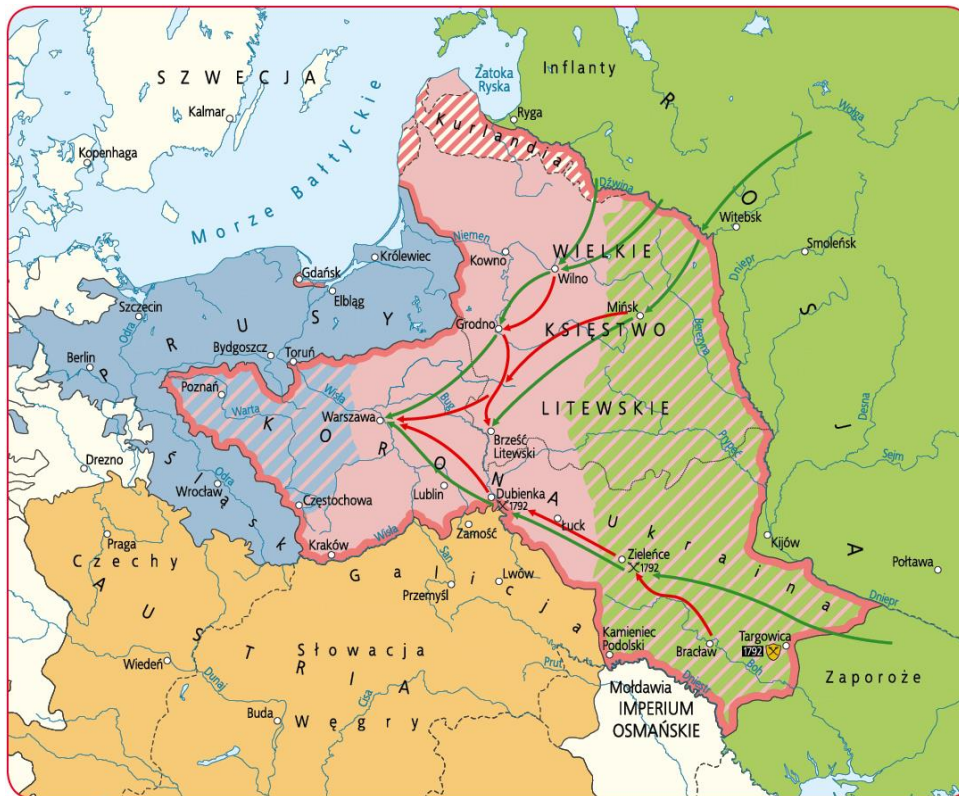 SZWECJA
Kalmar
Kopenhaga
Morze Bałtyckie
Zatoka
Ryska
Inflanty
Ryga
Kurlandia
Dźwina
Wołga
ROSJA
Witebsk
Smoleńsk
Dniepr
Niemen
Kowno
WIELKIE
Wilno
Królewiec
Gdańsk
Elbląg
Szczecin
Odra
PRUSY
Grodno
Mińsk
KSIĘSTWO
Berezyna
Bydgoszcz
Toruń
Berlin
Poznań
Warta
Wisła
Warszawa
Bug
LITEWSKIE
Desna
Brześć
Litewski
Prypeć
Sejm
KORONA
Drezno
Śląsk
Odra
Wrocław
Częstochowa
Lublin
Dubienka
1792
Łuck
Ukraina
Kijów
Zamość
Kraków
Wisła
Zieleńce
1792
Połtawa
Praga
Czechy
San
Lwów
Galicja
Przemyśl
Dniepr
AUSTRIA
Słowacja
Kamieniec
Podolski
Bracław
Targowica
1792
Boh
Wiedeń
Dunaj
Prut
Dniestr
Zaporoże
Cisa
Buda
Węgry
Mołdawia
IMPERIUM
OSMAŃSKIE